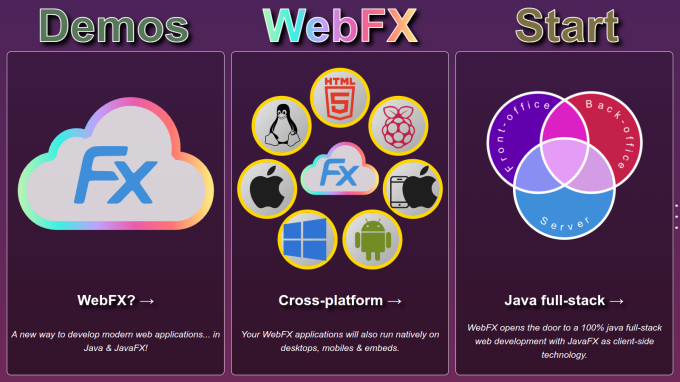 Demos
WebFX
Start
Fx
WebFX? →
A new way to develop modern web applications... in
Java & JavaFX!
HTML
5
Fx
Cross-platform →
Your WebFX applications will also run natively on
desktops, mobiles & embeds.
Front-office
Back-office
Server
Java full-stack →
WebFX opens the door to a 100% java full-stack
web development with JavaFX as client-side
technology.